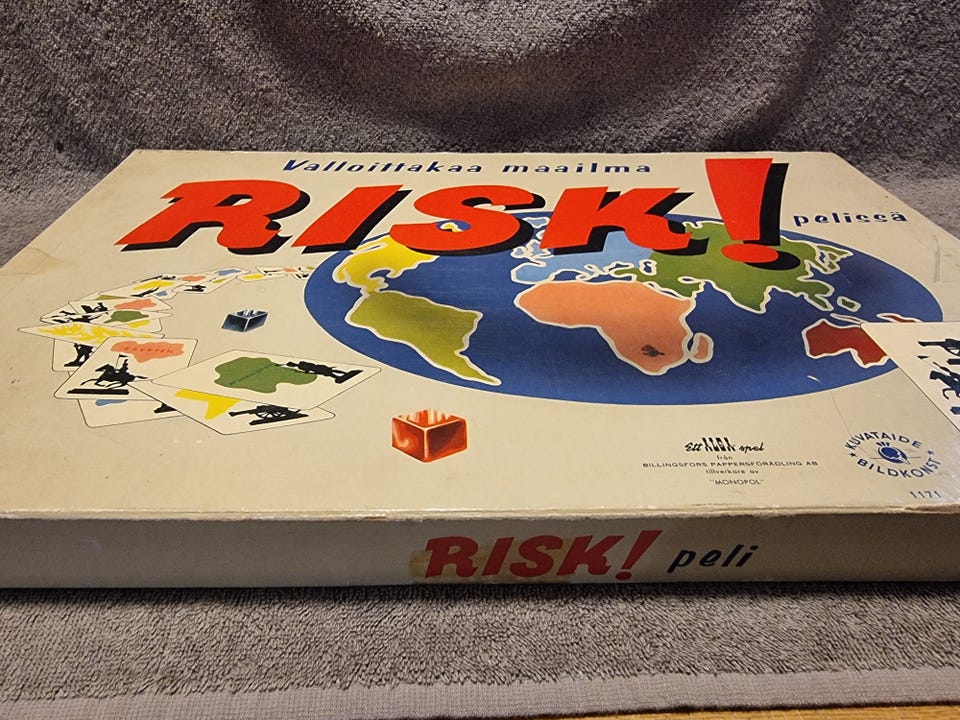 Valloittakaa maailma
RISK!
pelissä
EGYPTEN
Ett ALGA spel
från
BILLINGSFORS PAPPERSFÖRÄDLING AB
tillverkare av
"MONOPOL"
KUVATAIDE
BILDKONST
1171
RISK! peli